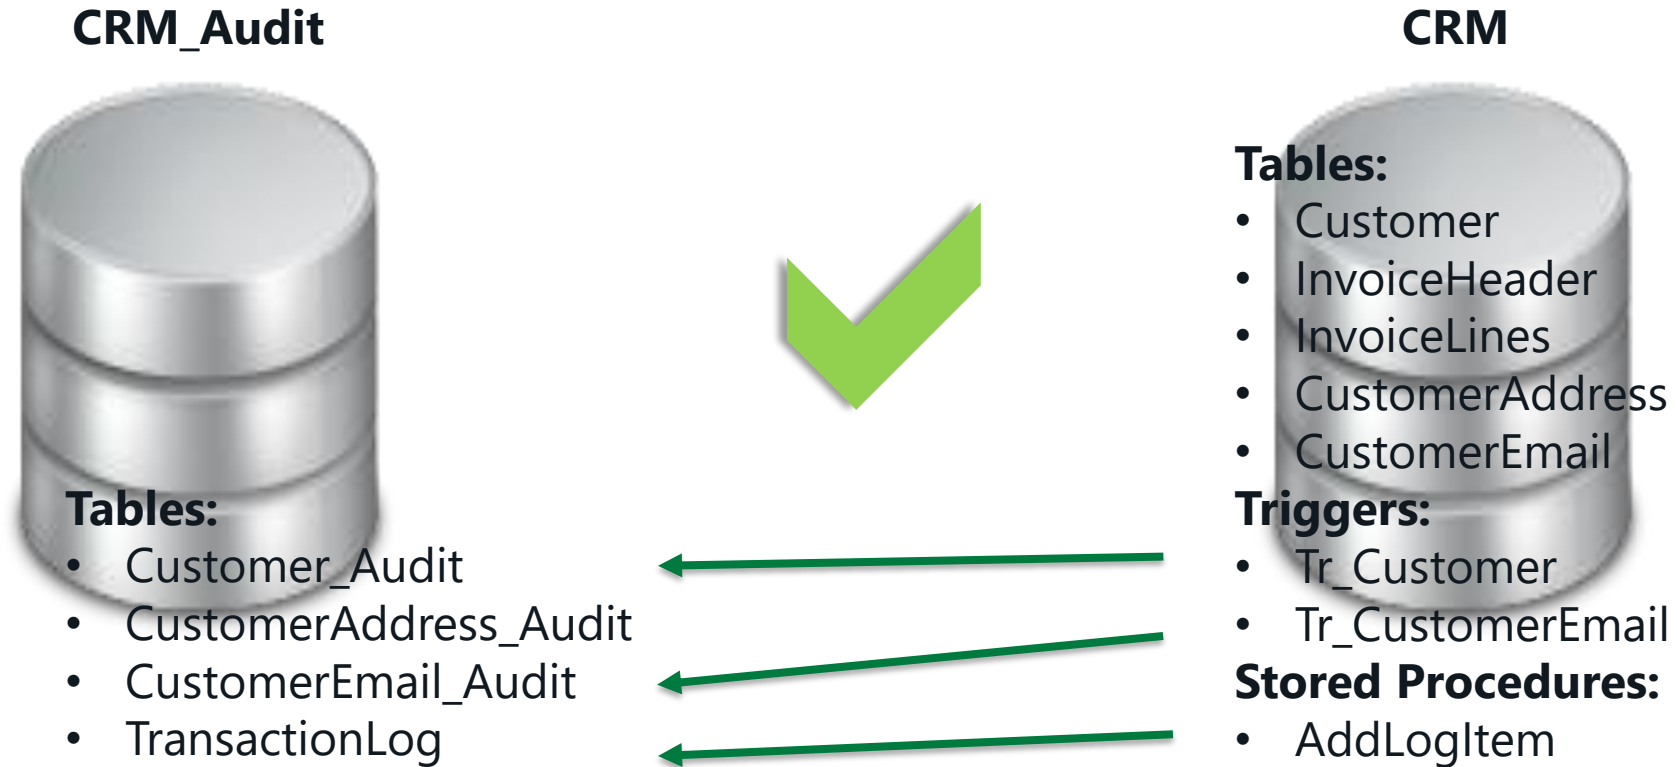 CRM_Audit
Tables:
• Customer_Audit
• CustomerAddress_Audit
• CustomerEmail_Audit
• TransactionLog
CRM
Tables:
• Customer
• InvoiceHeader
• InvoiceLines
• CustomerAddress
• CustomerEmail
Triggers:
• Tr_Customer
• Tr_CustomerEmail
Stored Procedures:
• AddLogItem